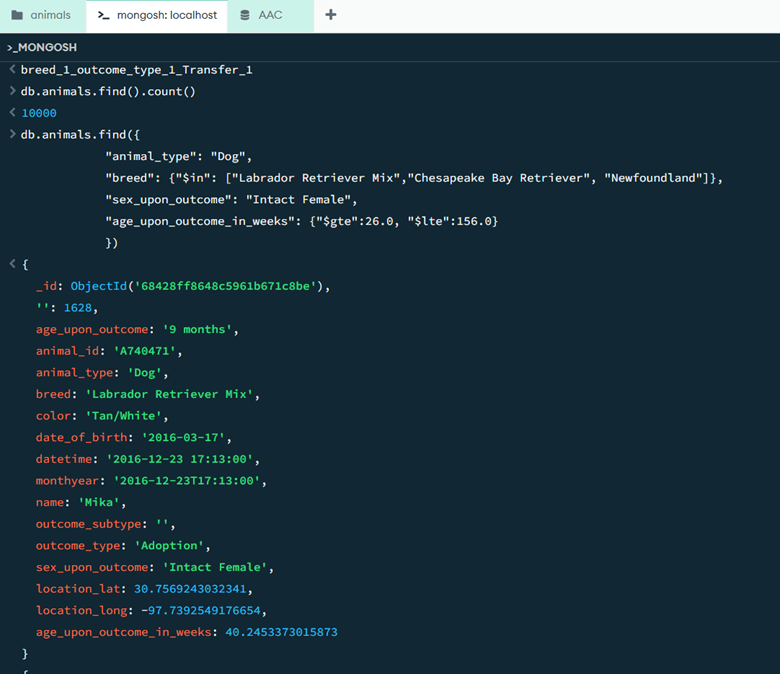 animals
mongosh: localhost
AAC
>_MONGOSH
breed_1_outcome_type_1_Transfer_1
db.animals.find().count()
10000
db.animals.find({
"animal_type": "Dog",
"breed": {"$in": ["Labrador Retriever Mix","Chesapeake Bay Retriever", "Newfoundland"]},
"sex_upon_outcome": "Intact Female",
"age_upon_outcome_in_weeks": {"$gte":26.0, "$lte":156.0}
})
{
_id: ObjectId('68428ff8648c5961b671c8be'),
'': 1628,
age_upon_outcome: '9 months',
animal_id: 'A740471',
animal_type: 'Dog',
breed: 'Labrador Retriever Mix',
color: 'Tan/White',
date_of_birth: '2016-03-17',
datetime: '2016-12-23 17:13:00',
monthyear: '2016-12-23T17:13:00',
name: 'Mika',
outcome_subtype: '',
outcome_type: 'Adoption',
sex_upon_outcome: 'Intact Female',
location_lat: 30.7569243032341,
location_long: -97.7392549176654,
age_upon_outcome_in_weeks: 40.2453373015873
}